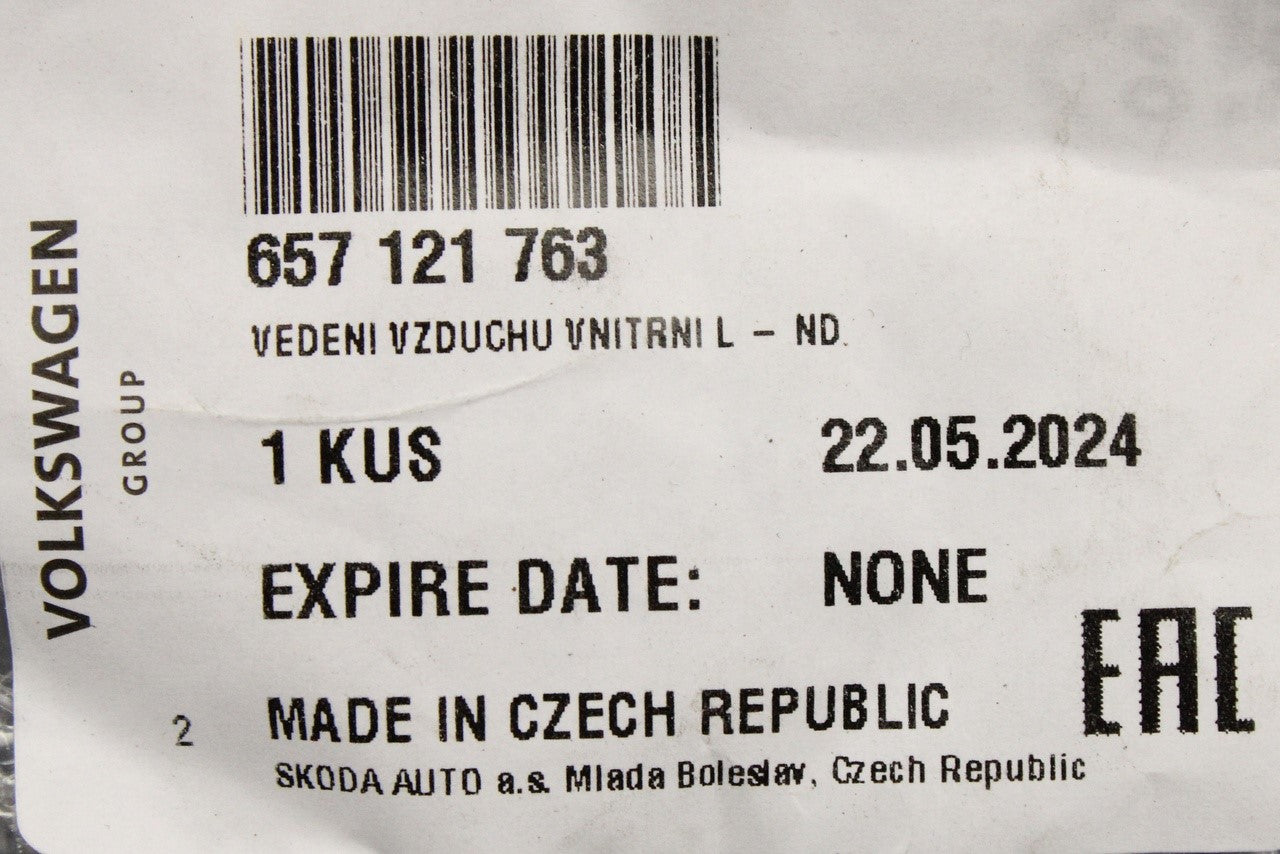 657 121 763
VEDENI VZDUCHU VNITRNI L - ND
1 KUS 22.05.2024
EXPIRE DATE: NONE
EAC
2 MADE IN CZECH REPUBLIC
SKODA AUTO a.s. Mlada Boleslav, Czech Republic
VOLKSWAGEN
GROUP